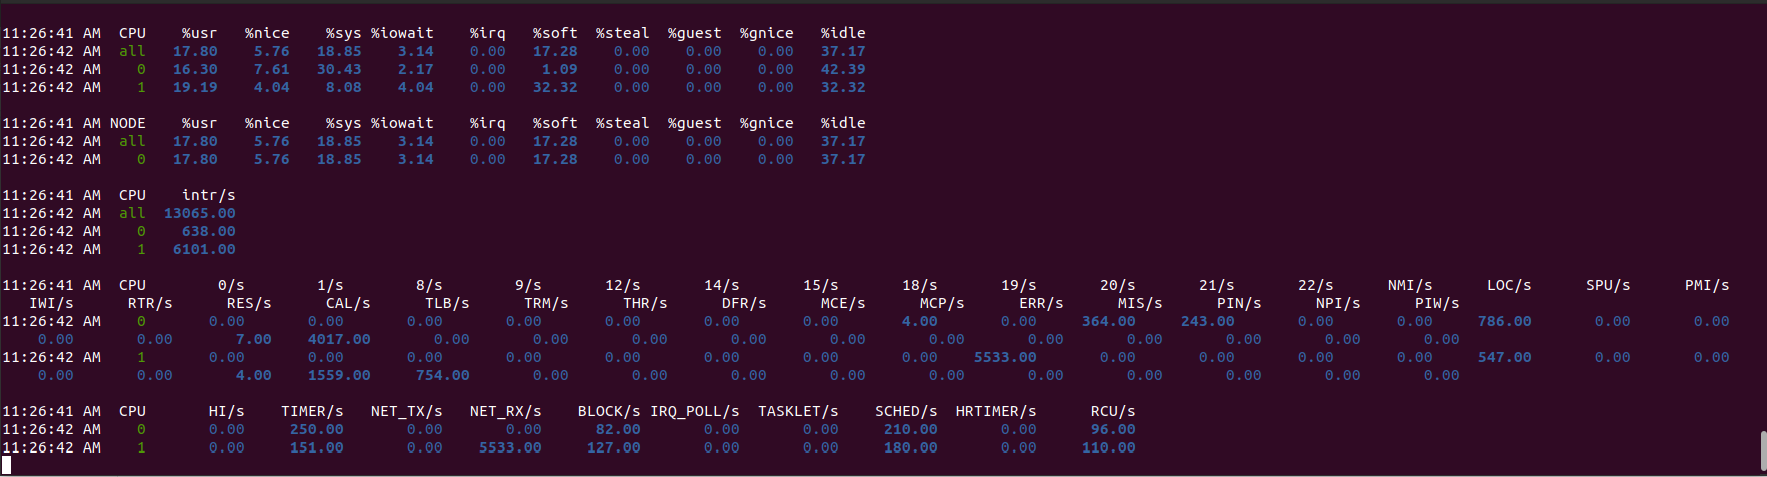 11:26:41 AM  CPU    %usr   %nice    %sys %iowait    %irq   %soft  %steal  %guest  %gnice   %idle
11:26:42 AM  all   17.80    5.76   18.85    3.14    0.00   17.28    0.00    0.00    0.00   37.17
11:26:42 AM    0   16.30    7.61   30.43    2.17    0.00    1.09    0.00    0.00    0.00   42.39
11:26:42 AM    1   19.19    4.04    8.08    4.04    0.00   32.32    0.00    0.00    0.00   32.32
11:26:41 AM NODE    %usr   %nice    %sys %iowait    %irq   %soft  %steal  %guest  %gnice   %idle
11:26:42 AM  all   17.80    5.76   18.85    3.14    0.00   17.28    0.00    0.00    0.00   37.17
11:26:42 AM    0   17.80    5.76   18.85    3.14    0.00   17.28    0.00    0.00    0.00   37.17
11:26:41 AM  CPU    intr/s
11:26:42 AM  all  13065.00
11:26:42 AM    0    638.00
11:26:42 AM    1   6101.00
11:26:41 AM  CPU        0/s        1/s        8/s        9/s       12/s       14/s       15/s       18/s       19/s       20/s       21/s       22/s      NMI/s      LOC/s      SPU/s      PMI/s
IWI/s      RTR/s      RES/s      CAL/s      TLB/s      TRM/s      THR/s      DFR/s      MCE/s      MCP/s      ERR/s      MIS/s      PIN/s      NPI/s      PIW/s
11:26:42 AM    0       0.00       0.00       0.00       0.00       0.00       0.00       0.00       4.00       0.00     364.00     243.00       0.00       0.00     786.00       0.00       0.00
0.00       0.00       7.00    4017.00       0.00       0.00       0.00       0.00       0.00       0.00       0.00       0.00       0.00       0.00       0.00
11:26:42 AM    1       0.00       0.00       0.00       0.00       0.00       0.00       0.00       0.00    5533.00       0.00       0.00       0.00       0.00     547.00       0.00       0.00
0.00       0.00       4.00    1559.00     754.00       0.00       0.00       0.00       0.00       0.00       0.00       0.00       0.00       0.00       0.00
11:26:41 AM  CPU       HI/s    TIMER/s   NET_TX/s   NET_RX/s    BLOCK/s IRQ_POLL/s  TASKLET/s    SCHED/s  HRTIMER/s      RCU/s
11:26:42 AM    0       0.00     250.00       0.00       0.00      82.00       0.00       0.00     210.00       0.00      96.00
11:26:42 AM    1       0.00     151.00       0.00    5533.00     127.00       0.00       0.00     180.00       0.00     110.00